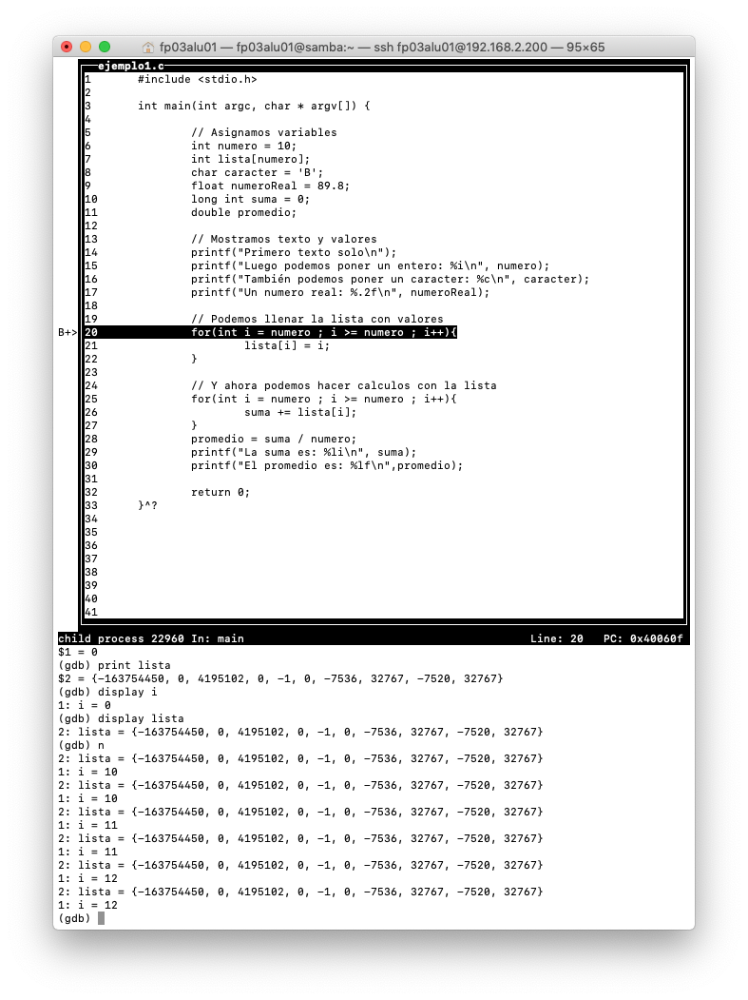 fp03alu01 — fp03alu01@samba:~ — ssh fp03alu01@192.168.2.200 — 95×65
ejemplo1.c
1 #include <stdio.h>
2
3 int main(int argc, char * argv[]) {
4
5 // Asignamos variables
6 int numero = 10;
7 int lista[numero];
8 char caracter = 'B';
9 float numeroReal = 89.8;
10 long int suma = 0;
11 double promedio;
12
13 // Mostramos texto y valores
14 printf("Primero texto solo\n");
15 printf("Luego podemos poner un entero: %i\n", numero);
16 printf("También podemos poner un caracter: %c\n", caracter);
17 printf("Un numero real: %.2f\n", numeroReal);
18
19 // Podemos llenar la lista con valores
B+> 20 for(int i = numero ; i >= numero ; i++){
21 lista[i] = i;
22 }
23
24 // Y ahora podemos hacer calculos con la lista
25 for(int i = numero ; i >= numero ; i++){
26 suma += lista[i];
27 }
28 promedio = suma / numero;
29 printf("La suma es: %li\n", suma);
30 printf("El promedio es: %lf\n",promedio);
31
32 return 0;
33 }^?
34
35
36
37
38
39
40
41
child process 22960 In: main Line: 20 PC: 0x40060f
$1 = 0
(gdb) print lista
$2 = {-163754450, 0, 4195102, 0, -1, 0, -7536, 32767, -7520, 32767}
(gdb) display i
1: i = 0
(gdb) display lista
2: lista = {-163754450, 0, 4195102, 0, -1, 0, -7536, 32767, -7520, 32767}
(gdb) n
2: lista = {-163754450, 0, 4195102, 0, -1, 0, -7536, 32767, -7520, 32767}
1: i = 10
2: lista = {-163754450, 0, 4195102, 0, -1, 0, -7536, 32767, -7520, 32767}
1: i = 10
2: lista = {-163754450, 0, 4195102, 0, -1, 0, -7536, 32767, -7520, 32767}
1: i = 11
2: lista = {-163754450, 0, 4195102, 0, -1, 0, -7536, 32767, -7520, 32767}
1: i = 11
2: lista = {-163754450, 0, 4195102, 0, -1, 0, -7536, 32767, -7520, 32767}
1: i = 12
2: lista = {-163754450, 0, 4195102, 0, -1, 0, -7536, 32767, -7520, 32767}
1: i = 12
(gdb)